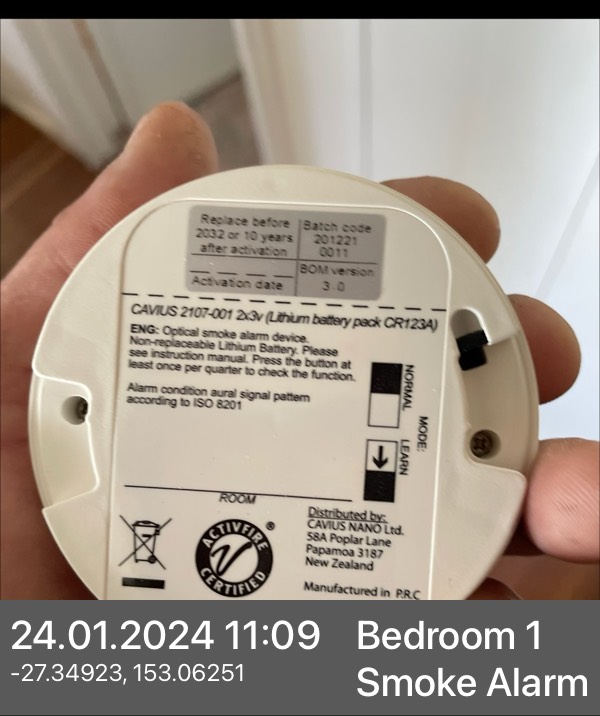 Replace before
2032 or 10 years
after activation
Activation date
Batch code
201221
0011
BOM version
3.0
CAVIUS 2107-001 2x3v (Lithium battery pack CR123A)
ENG: Optical smoke alarm device.
Non-replaceable Lithium Battery. Please
see instruction manual. Press the button at
least once per quarter to check the function.
Alarm condition aural signal pattern
according to ISO 8201
NORMAL
MODE:
LEARN
ROOM
ACTIVFIRE
®
CERTIFIED
Distributed by:
CAVIUS NANO Ltd.
58A Poplar Lane
Papamoa 3187
New Zealand
Manufactured in P.R.C
24.01.2024 11:09
-27.34923, 153.06251
Bedroom 1
Smoke Alarm